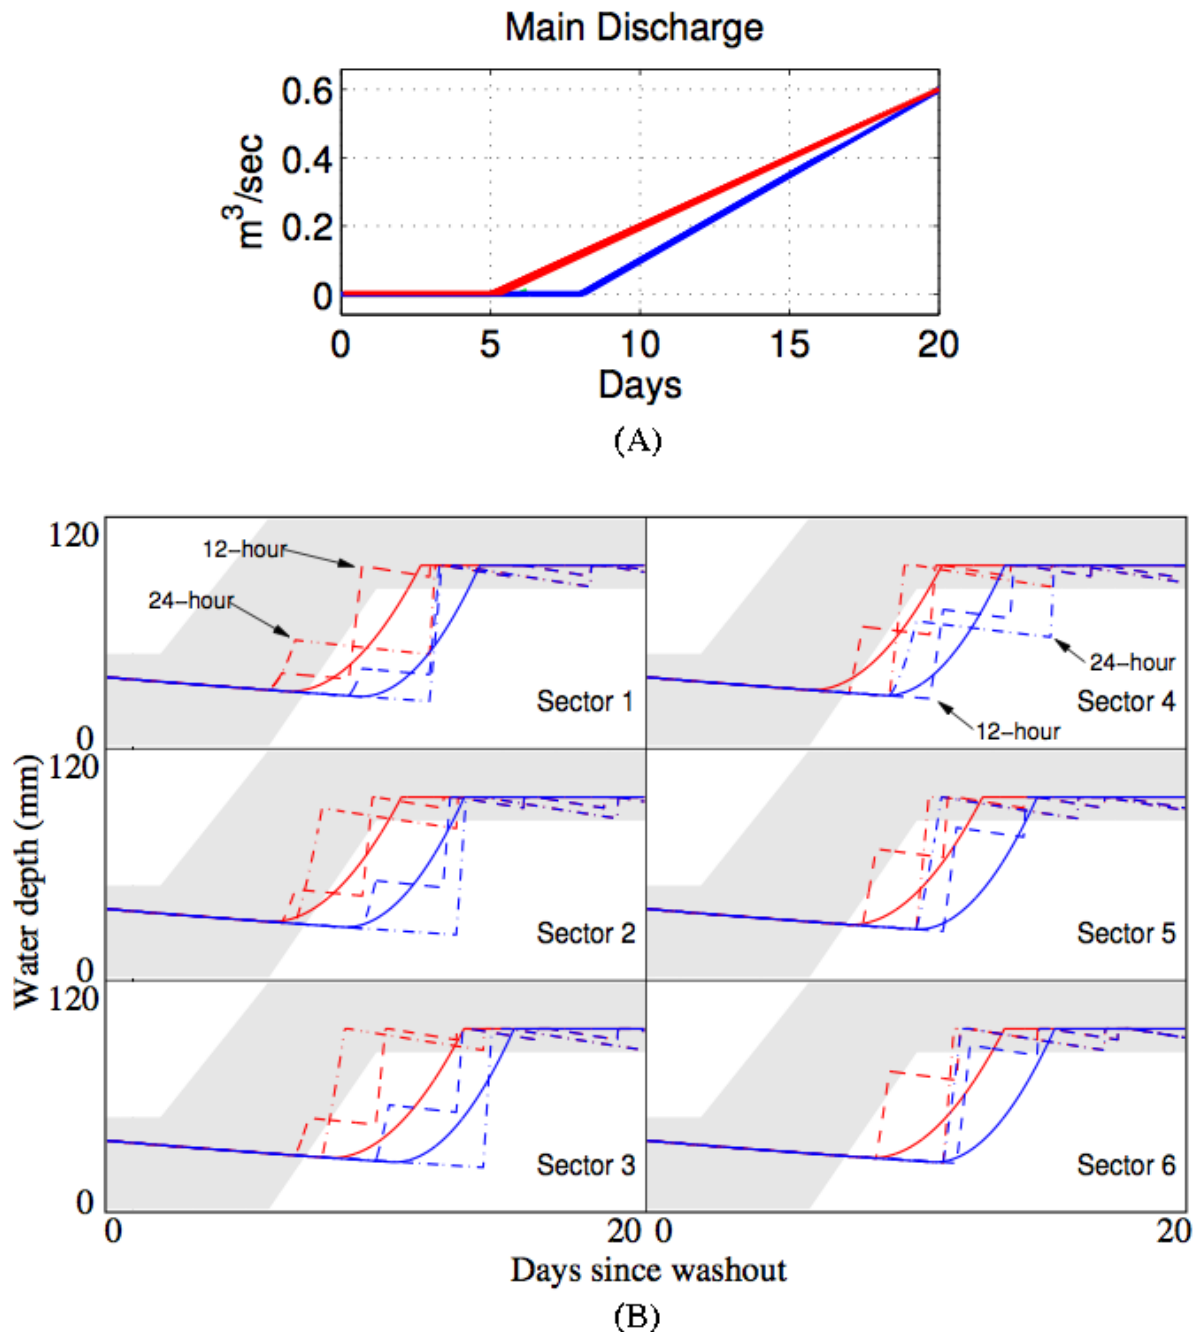 Main Discharge
0.6
0.4
0.2
0
m³/sec
0 5 10 15 20
Days
(A)
120
0
12-hour
24-hour
Sector 1
24-hour
12-hour
Sector 4
120
0
Water depth (mm)
Sector 2
Sector 5
120
0
Sector 3
Sector 6
0 20 0 20
Days since washout
(B)